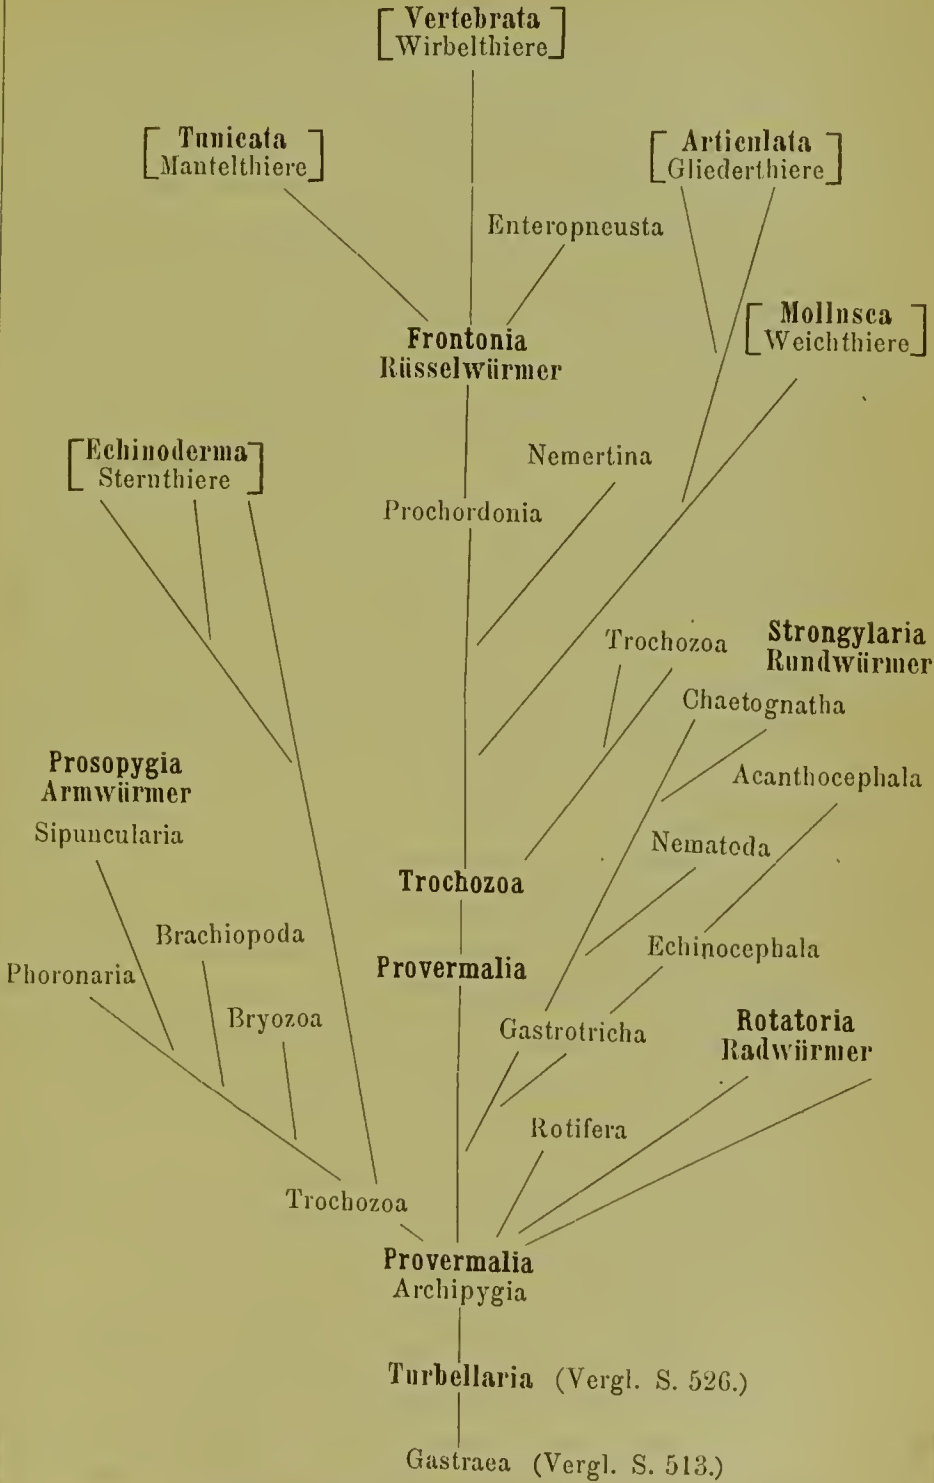 Vertebrata
Wirbelthiere
Tunicata
Mantelthiere
Articulata
Gliederthiere
Enteropneusta
Mollusca
Weichthiere
Frontonia
Rüsselwürmer
Echinoderma
Sternthiere
Nemertina
Prochordonia
Trochozoa
Strongylaria
Rundwürmer
Chaetognatha
Prosopygia
Armwürmer
Acanthocephala
Sipuncularia
Nematoda
Trochozoa
Brachiopoda
Echinocephala
Phoronaria
Provermalia
Bryozoa
Gastrotricha
Rotatoria
Radwürmer
Rotifera
Trochozoa
Provermalia
Archipygia
Turbellaria (Vergl. S. 526.)
Gastraea (Vergl. S. 513.)